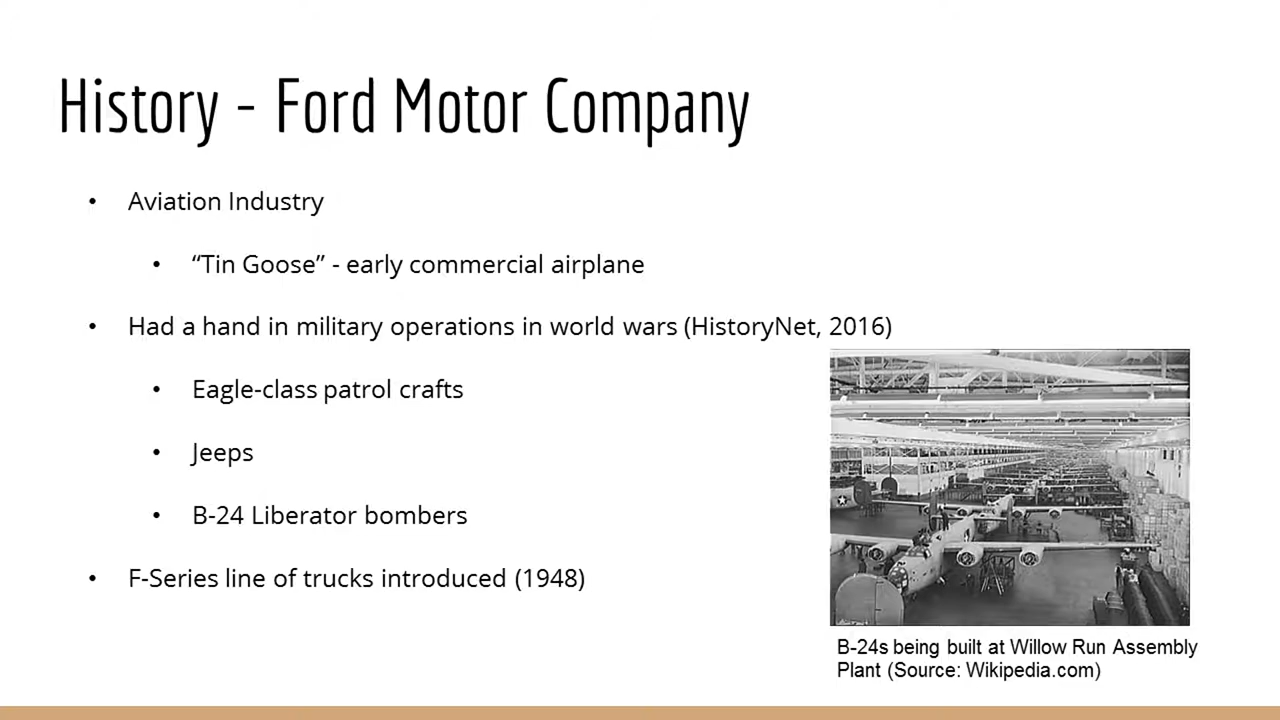 History - Ford Motor Company
• Aviation Industry
• “Tin Goose” - early commercial airplane
• Had a hand in military operations in world wars (HistoryNet, 2016)
• Eagle-class patrol crafts
• Jeeps
• B-24 Liberator bombers
• F-Series line of trucks introduced (1948)
B-24s being built at Willow Run Assembly
Plant (Source: Wikipedia.com)